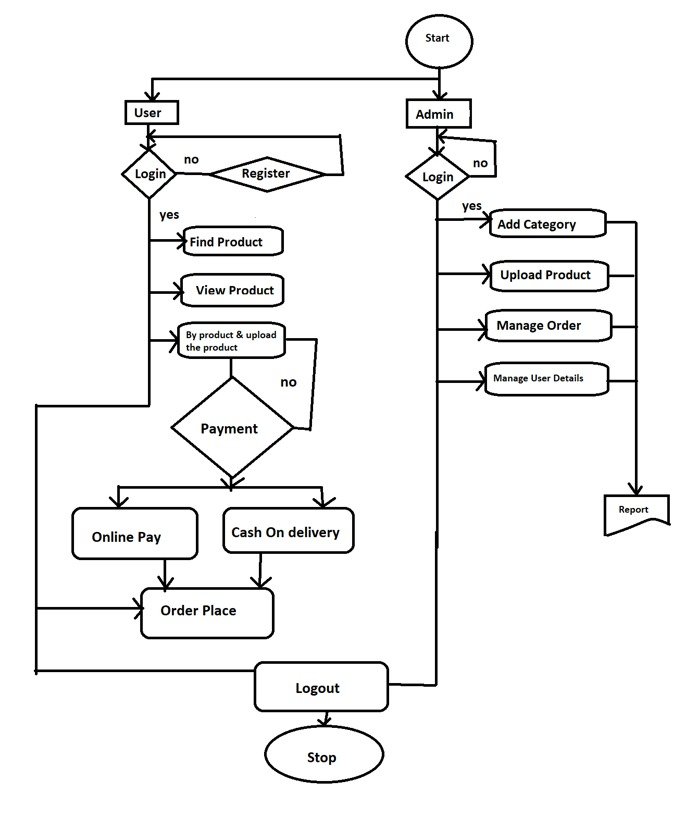 Start
User
Admin
Login
no
Register
Login
no
yes
Find Product
View Product
By product & upload
the product
no
Payment
Online Pay
Cash On delivery
Order Place
yes
Add Category
Upload Product
Manage Order
Manage User Details
Report
Logout
Stop